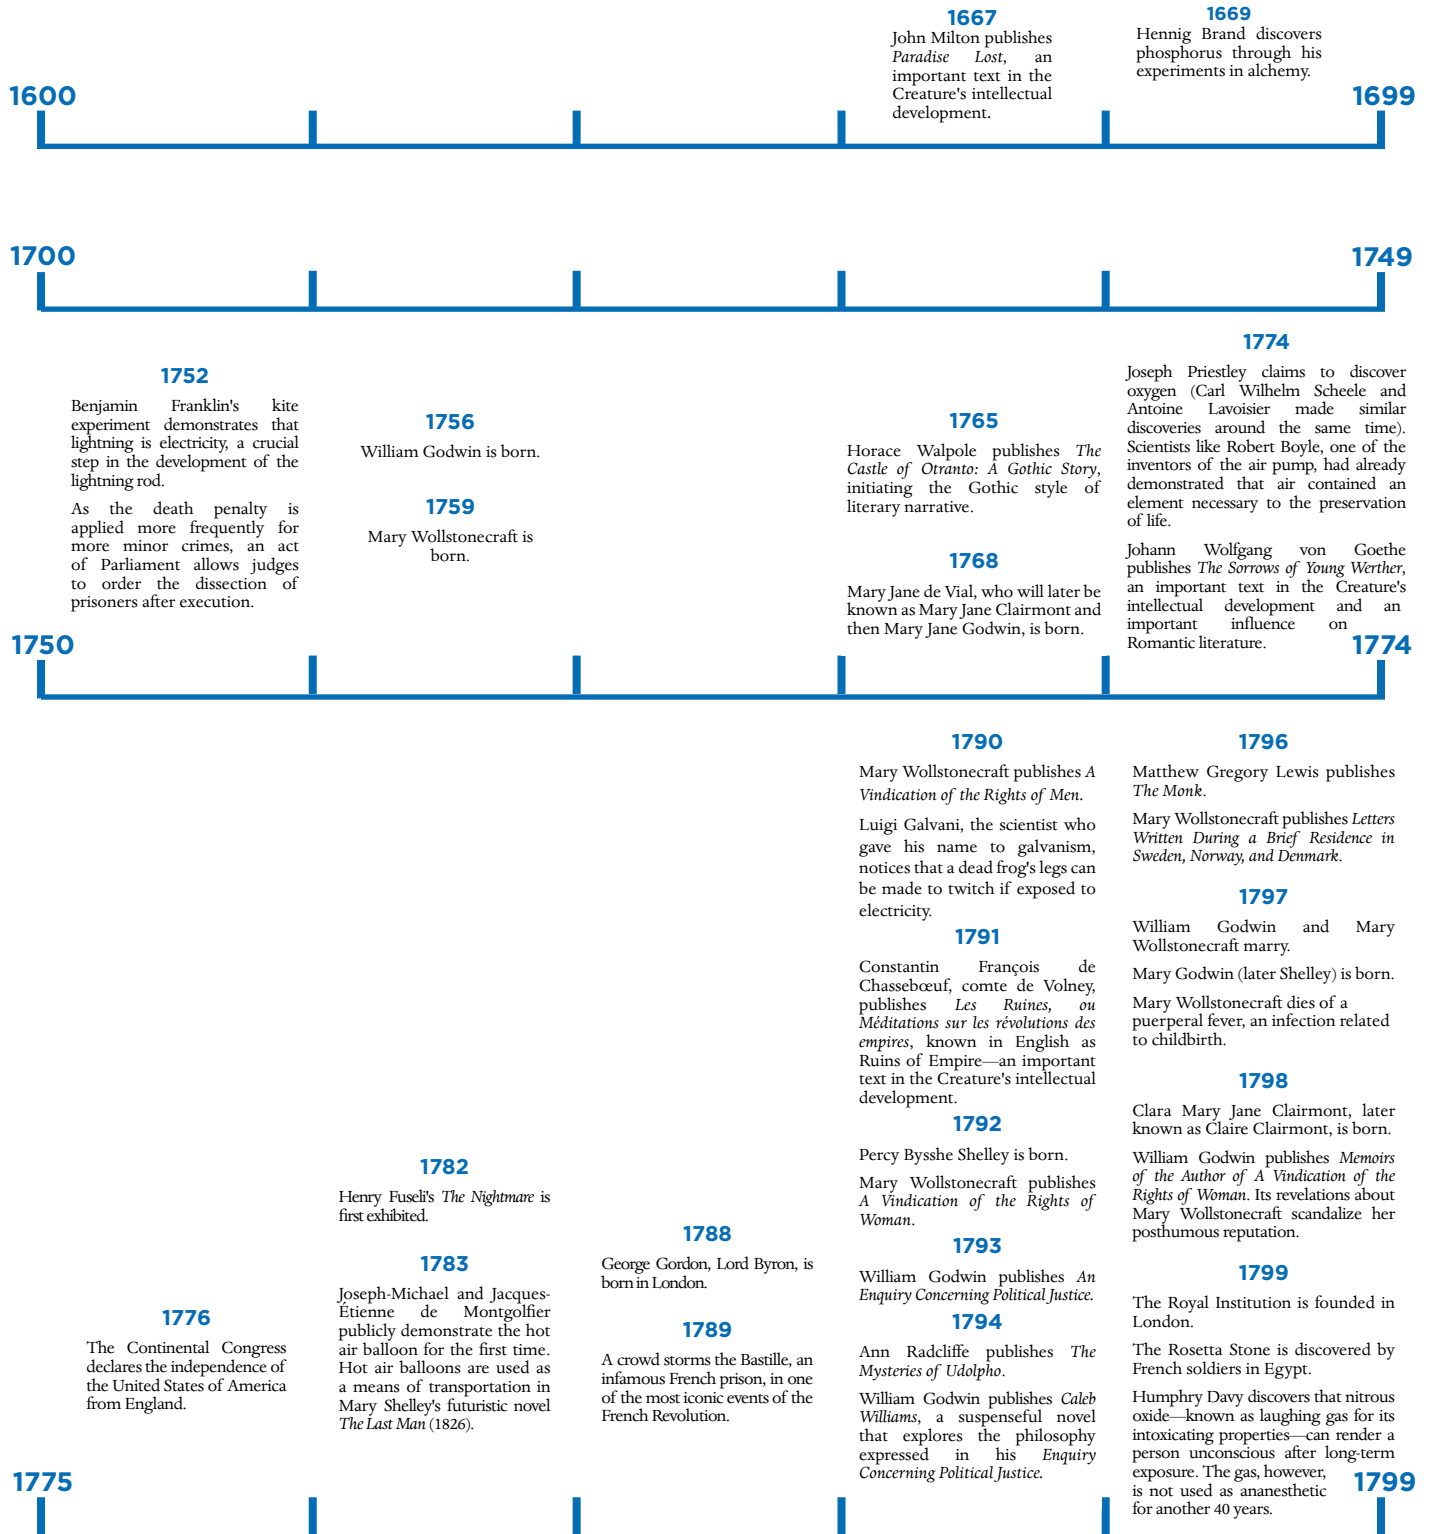 1667
John Milton publishes
Paradise Lost, an
important text in the
Creature's intellectual
development.
1669
Hennig Brand discovers
phosphorus through his
experiments in alchemy.
1600
1699
1700
1749
1752
Benjamin Franklin's kite
experiment demonstrates that
lightning is electricity, a crucial
step in the development of the
lightning rod.
As the death penalty is
applied more frequently for
more minor crimes, an act
of Parliament allows judges
to order the dissection of
prisoners after execution.
1756
William Godwin is born.
1759
Mary Wollstonecraft is
born.
1765
Horace Walpole publishes The
Castle of Otranto: A Gothic Story,
initiating the Gothic style of
literary narrative.
1768
Mary Jane de Vial, who will later be
known as Mary Jane Clairmont and
then Mary Jane Godwin, is born.
1774
Joseph Priestley claims to discover
oxygen (Carl Wilhelm Scheele and
Antoine Lavoisier made similar
discoveries around the same time).
Scientists like Robert Boyle, one of the
inventors of the air pump, had already
demonstrated that air contained an
element necessary to the preservation
of life.
Johann Wolfgang von Goethe
publishes The Sorrows of Young Werther,
an important text in the Creature's
intellectual development and an
important influence on
Romantic literature.
1750
1774
1776
The Continental Congress
declares the independence of
the United States of America
from England.
1782
Henry Fuseli's The Nightmare is
first exhibited.
1783
Joseph-Michael and Jacques-
Étienne de Montgolfier
publicly demonstrate the hot
air balloon for the first time.
Hot air balloons are used as
a means of transportation in
Mary Shelley's futuristic novel
The Last Man (1826).
1788
George Gordon, Lord Byron, is
born in London.
1789
A crowd storms the Bastille, an
infamous French prison, in one
of the most iconic events of the
French Revolution.
1790
Mary Wollstonecraft publishes A
Vindication of the Rights of Men.
Luigi Galvani, the scientist who
gave his name to galvanism,
notices that a dead frog's legs can
be made to twitch if exposed to
electricity.
1791
Constantin François de
Chassebœuf, comte de Volney,
publishes Les Ruines, ou
Méditations sur les révolutions des
empires, known in English as
Ruins of Empire—an important
text in the Creature's intellectual
development.
1792
Percy Bysshe Shelley is born.
Mary Wollstonecraft publishes
A Vindication of the Rights of
Woman.
1793
William Godwin publishes An
Enquiry Concerning Political Justice.
1794
Ann Radcliffe publishes The
Mysteries of Udolpho.
William Godwin publishes Caleb
Williams, a suspenseful novel
that explores the philosophy
expressed in his Enquiry
Concerning Political Justice.
1796
Matthew Gregory Lewis publishes
The Monk.
Mary Wollstonecraft publishes Letters
Written During a Brief Residence in
Sweden, Norway, and Denmark.
1797
William Godwin and Mary
Wollstonecraft marry.
Mary Godwin (later Shelley) is born.
Mary Wollstonecraft dies of a
puerperal fever, an infection related
to childbirth.
1798
Clara Mary Jane Clairmont, later
known as Claire Clairmont, is born.
William Godwin publishes Memoirs
of the Author of A Vindication of the
Rights of Woman. Its revelations about
Mary Wollstonecraft scandalize her
posthumous reputation.
1799
The Royal Institution is founded in
London.
The Rosetta Stone is discovered by
French soldiers in Egypt.
Humphry Davy discovers that nitrous
oxide—known as laughing gas for its
intoxicating properties—can render a
person unconscious after long-term
exposure. The gas, however,
is not used as ananesthetic
for another 40 years.
1775
1799